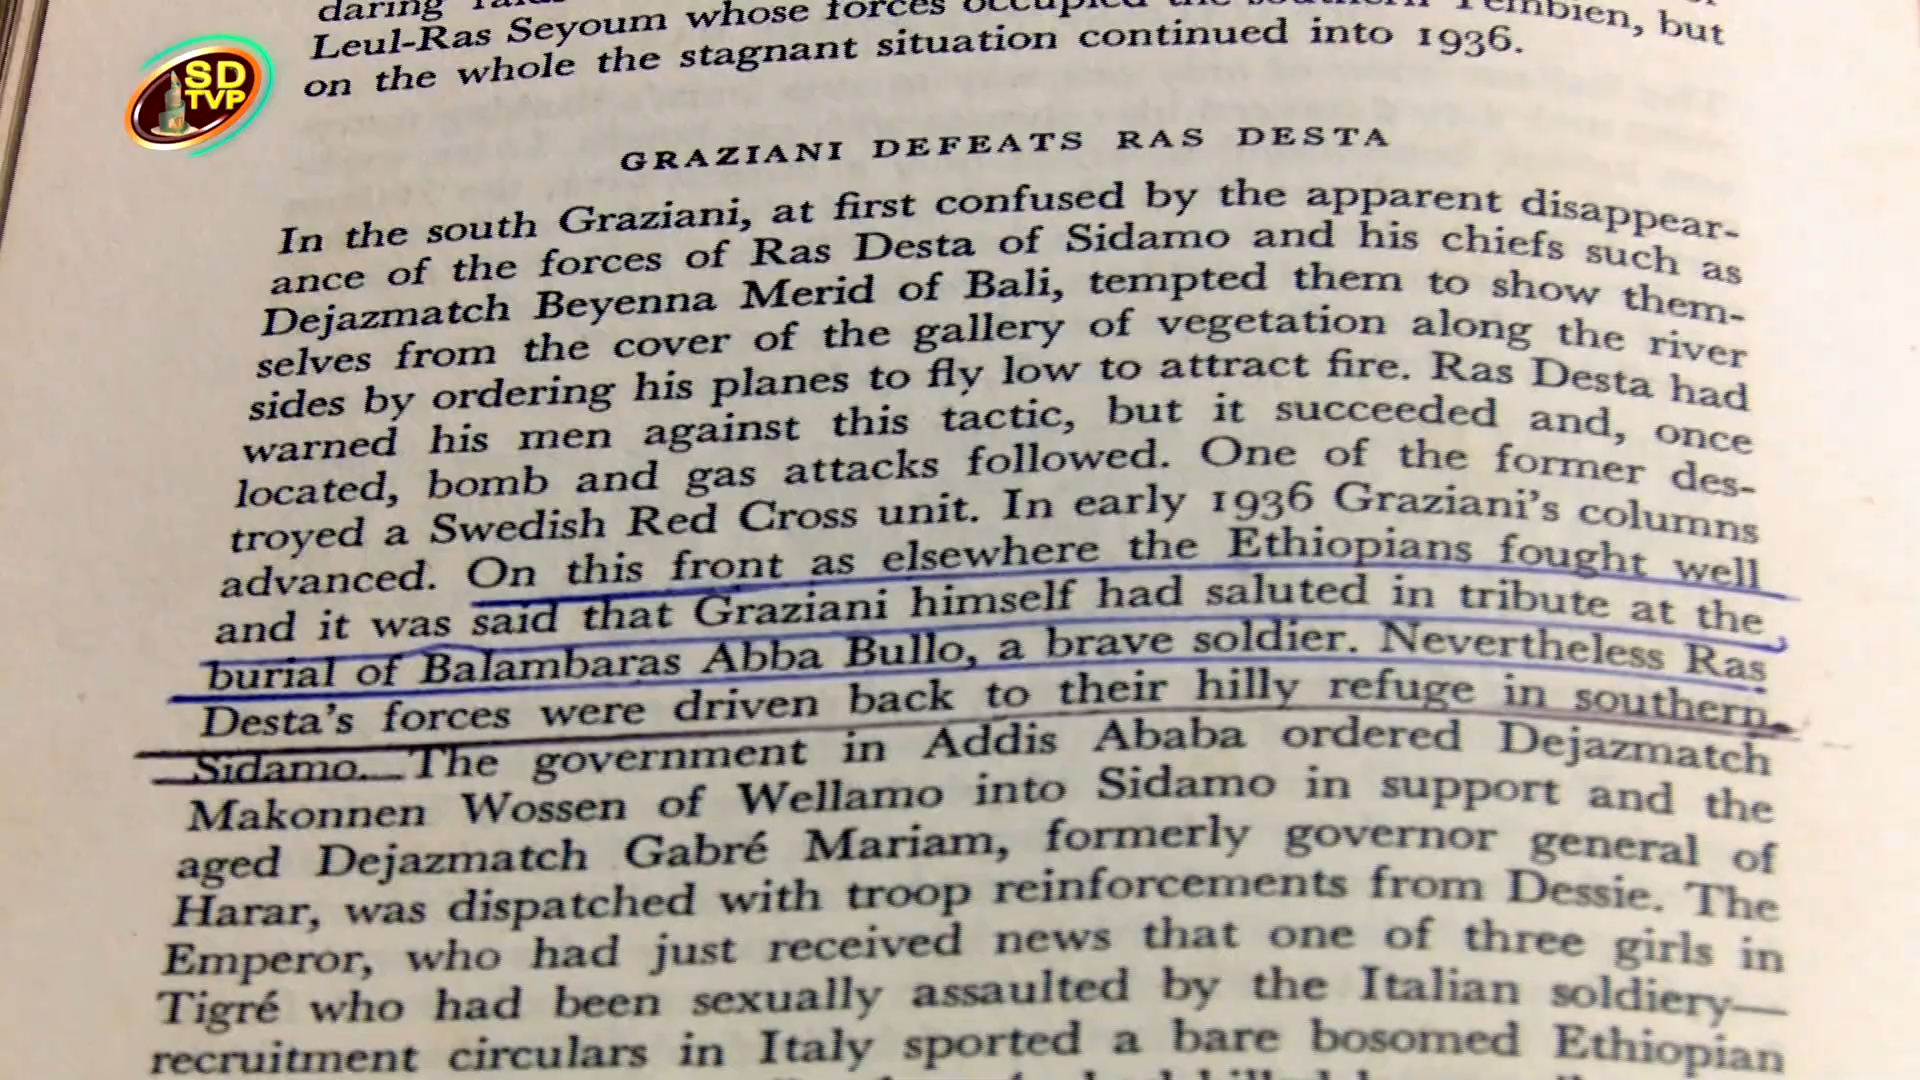 daring
Leul-Ras Seyoum whose forces occupied the southern Tembien, but
on the whole the stagnant situation continued into 1936.
SD
TVP
GRAZIANI DEFEATS RAS DESTA
In the south Graziani, at first confused by the apparent disappear-
ance of the forces of Ras Desta of Sidamo and his chiefs such as
Dejazmatch Beyenna Merid of Bali, tempted them to show them-
selves from the cover of the gallery of vegetation along the river
sides by ordering his planes to fly low to attract fire. Ras Desta had
warned his men against this tactic, but it succeeded and, once
located, bomb and gas attacks followed. One of the former des-
troyed a Swedish Red Cross unit. In early 1936 Graziani's columns
advanced. On this front as elsewhere the Ethiopians fought well
and it was said that Graziani himself had saluted in tribute at the
burial of Balambaras Abba Bullo, a brave soldier. Nevertheless Ras
Desta's forces were driven back to their hilly refuge in southern
Sidamo. The government in Addis Ababa ordered Dejazmatch
Makonnen Wossen of Wellamo into Sidamo in support and the
aged Dejazmatch Gabré Mariam, formerly governor general of
Harar, was dispatched with troop reinforcements from Dessie. The
Emperor, who had just received news that one of three girls in
Tigré who had been sexually assaulted by the Italian soldiery—
recruitment circulars in Italy sported a bare bosomed Ethiopian